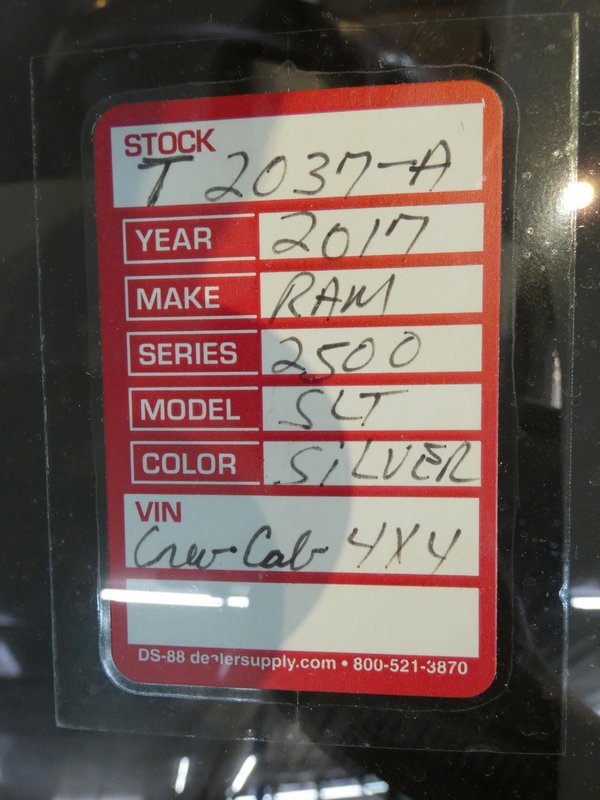 STOCK
T 2037-A
YEAR 2017
MAKE RAM
SERIES 2500
MODEL SLT
COLOR SiLVER
VIN
Crew Cab 4X4
DS-88 dealersupply.com • 800-521-3870